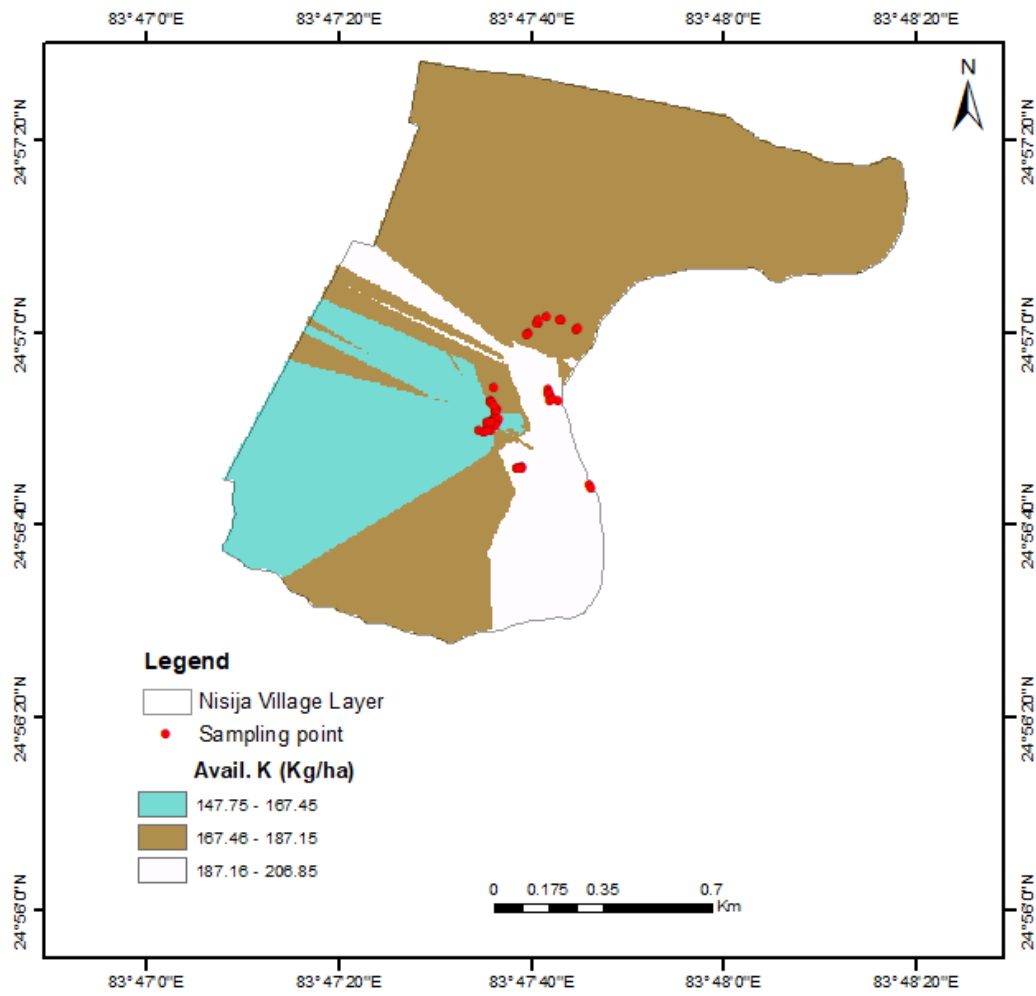 83°47'0"E 83°47'20"E 83°47'40"E 83°48'0"E 83°48'20"E
N
24°57'20"N 24°57'20"N
24°57'0"N 24°57'0"N
24°56'40"N 24°56'40"N
Legend
Nisija Village Layer
Sampling point
24°56'20"N 24°56'20"N
Avail. K (Kg/ha)
147.75 - 167.45
167.46 - 187.15
187.16 - 206.85
0 0.175 0.35 0.7
Km
24°56'0"N 24°56'0"N
83°47'0"E 83°47'20"E 83°47'40"E 83°48'0"E 83°48'20"E